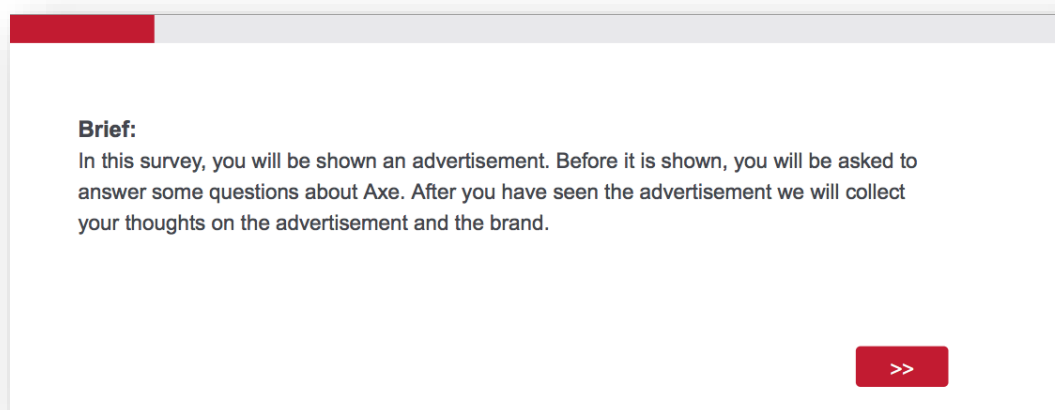 Brief:
In this survey, you will be shown an advertisement. Before it is shown, you will be asked to
answer some questions about Axe. After you have seen the advertisement we will collect
your thoughts on the advertisement and the brand.
>>